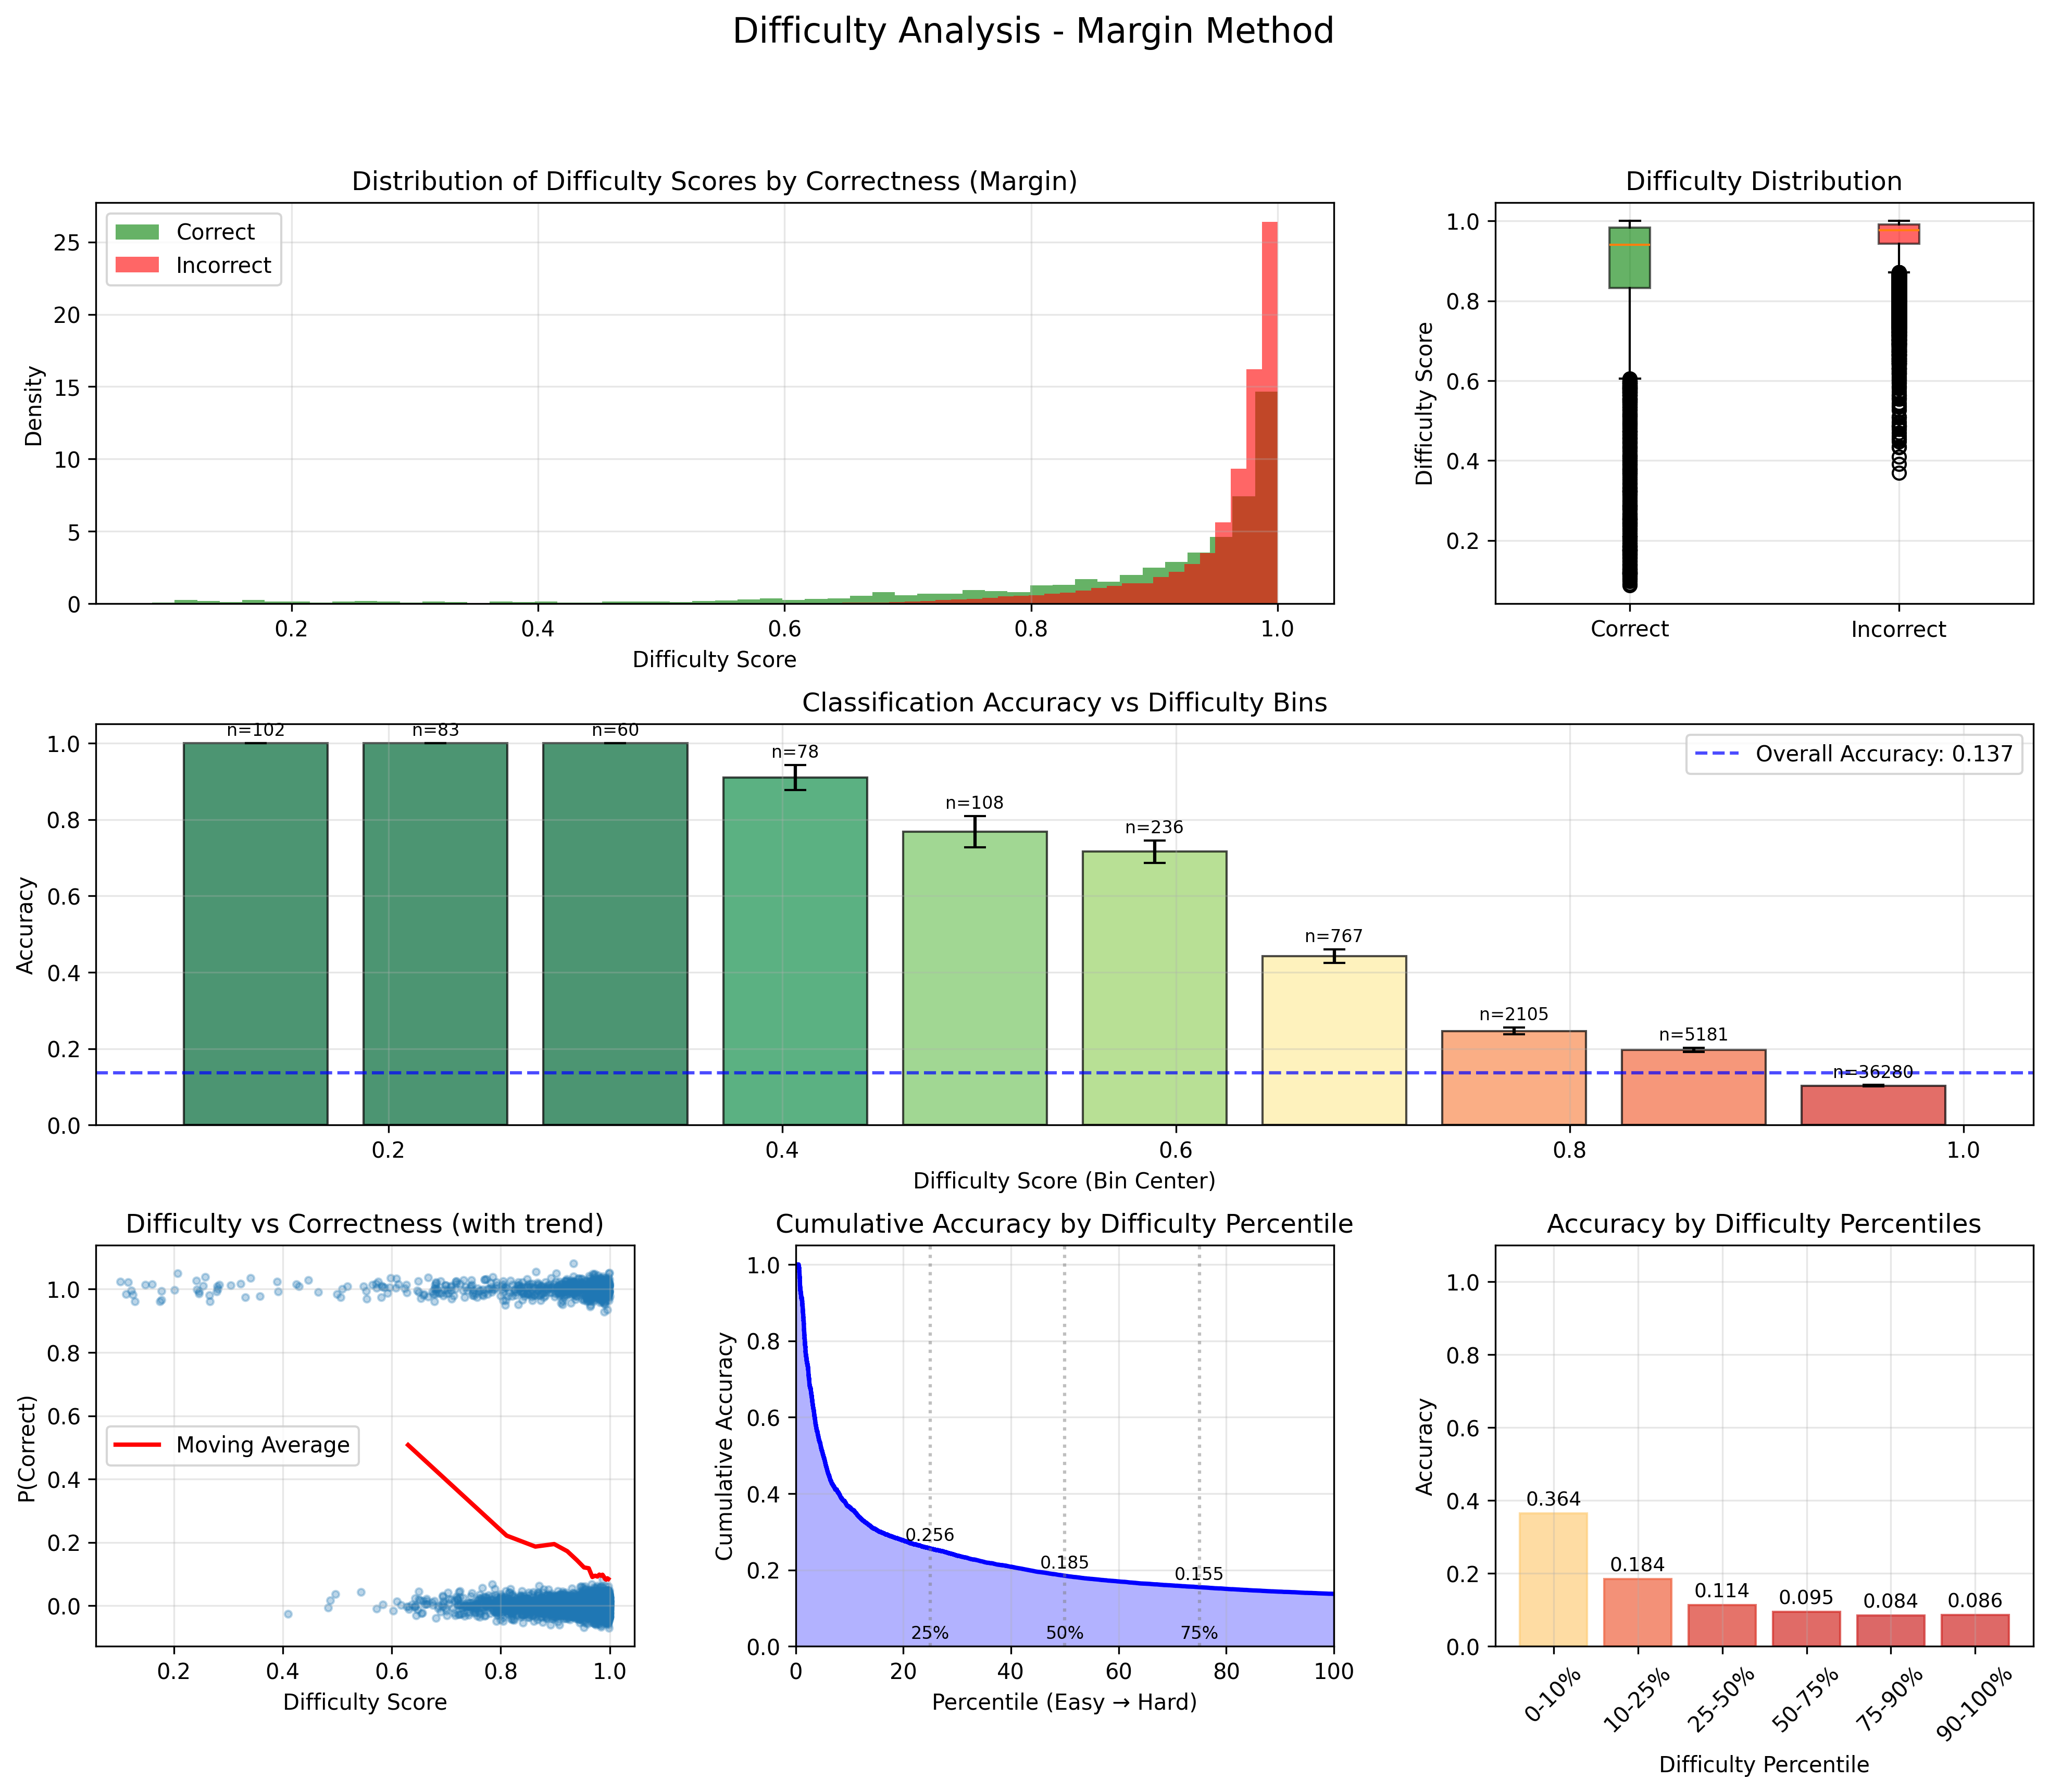 Difficulty Analysis - Margin Method
Distribution of Difficulty Scores by Correctness (Margin)
Correct
Incorrect
25
20
15
10
5
0
Density
0.2 0.4 0.6 0.8 1.0
Difficulty Score
Difficulty Distribution
1.0
0.8
0.6
0.4
0.2
Difficulty Score
Correct Incorrect
Classification Accuracy vs Difficulty Bins
n=102 n=83 n=60 n=78 n=108 n=236 n=767 n=2105 n=5181 n=36280
Overall Accuracy: 0.137
1.0
0.8
0.6
0.4
0.2
0.0
Accuracy
0.2 0.4 0.6 0.8 1.0
Difficulty Score (Bin Center)
Difficulty vs Correctness (with trend)
1.0
0.8
0.6
0.4
0.2
0.0
P(Correct)
Moving Average
0.2 0.4 0.6 0.8 1.0
Difficulty Score
Cumulative Accuracy by Difficulty Percentile
1.0
0.8
0.6
0.4
0.2
0.0
Cumulative Accuracy
0.256 0.185 0.155
25% 50% 75%
0 20 40 60 80 100
Percentile (Easy → Hard)
Accuracy by Difficulty Percentiles
1.0
0.8
0.6
0.4
0.2
0.0
Accuracy
0.364 0.184 0.114 0.095 0.084 0.086
0-10% 10-25% 25-50% 50-75% 75-90% 90-100%
Difficulty Percentile